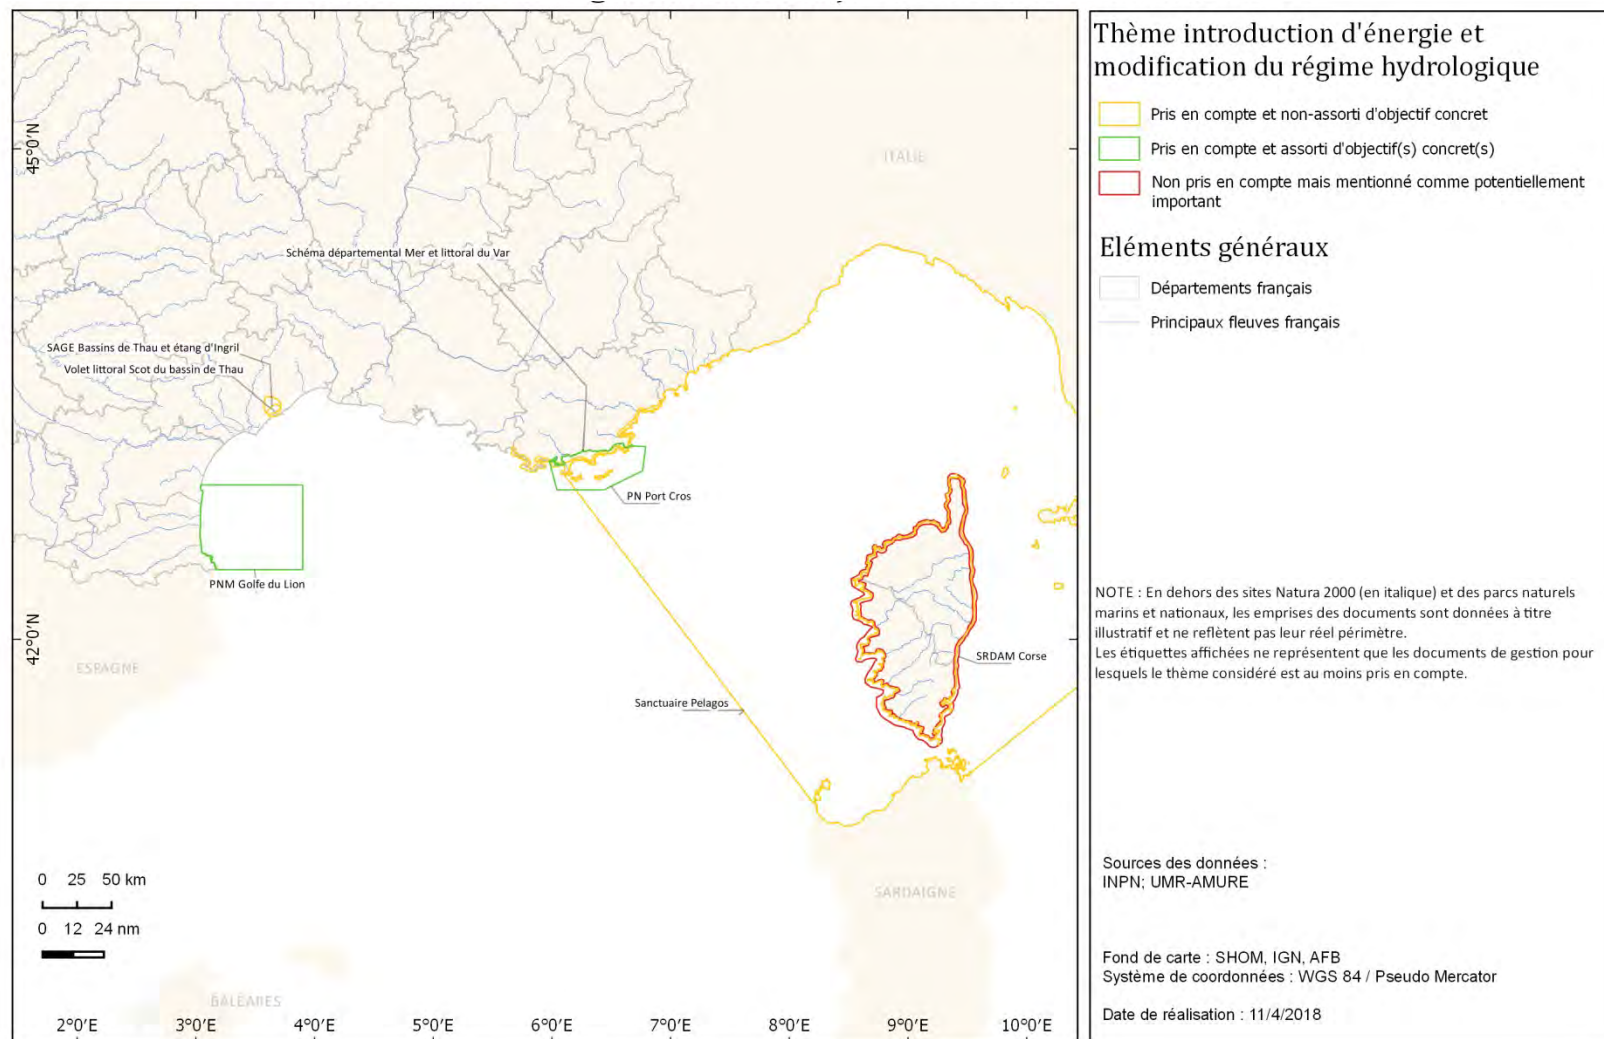 Thème introduction d'énergie et
modification du régime hydrologique
Pris en compte et non-assorti d'objectif concret
Pris en compte et assorti d'objectif(s) concret(s)
Non pris en compte mais mentionné comme potentiellement
important
Eléments généraux
Départements français
Principaux fleuves français
NOTE : En dehors des sites Natura 2000 (en italique) et des parcs naturels
marins et nationaux, les emprises des documents sont données à titre
illustratif et ne reflètent pas leur réel périmètre.
Les étiquettes affichées ne représentent que les documents de gestion pour
lesquels le thème considéré est au moins pris en compte.
Sources des données :
INPN; UMR-AMURE
Fond de carte : SHOM, IGN, AFB
Système de coordonnées : WGS 84 / Pseudo Mercator
Date de réalisation : 11/4/2018
45°0'N
42°0'N
ITALIE
Schéma départemental Mer et littoral du Var
SAGE Bassins de Thau et étang d'Ingril
Volet littoral Scot du bassin de Thau
PN Port Cros
PNM Golfe du Lion
ESPAGNE
SRDAM Corse
Sanctuaire Pelagos
SARDAIGNE
BALÉARES
0 25 50 km
0 12 24 nm
2°0'E 3°0'E 4°0'E 5°0'E 6°0'E 7°0'E 8°0'E 9°0'E 10°0'E